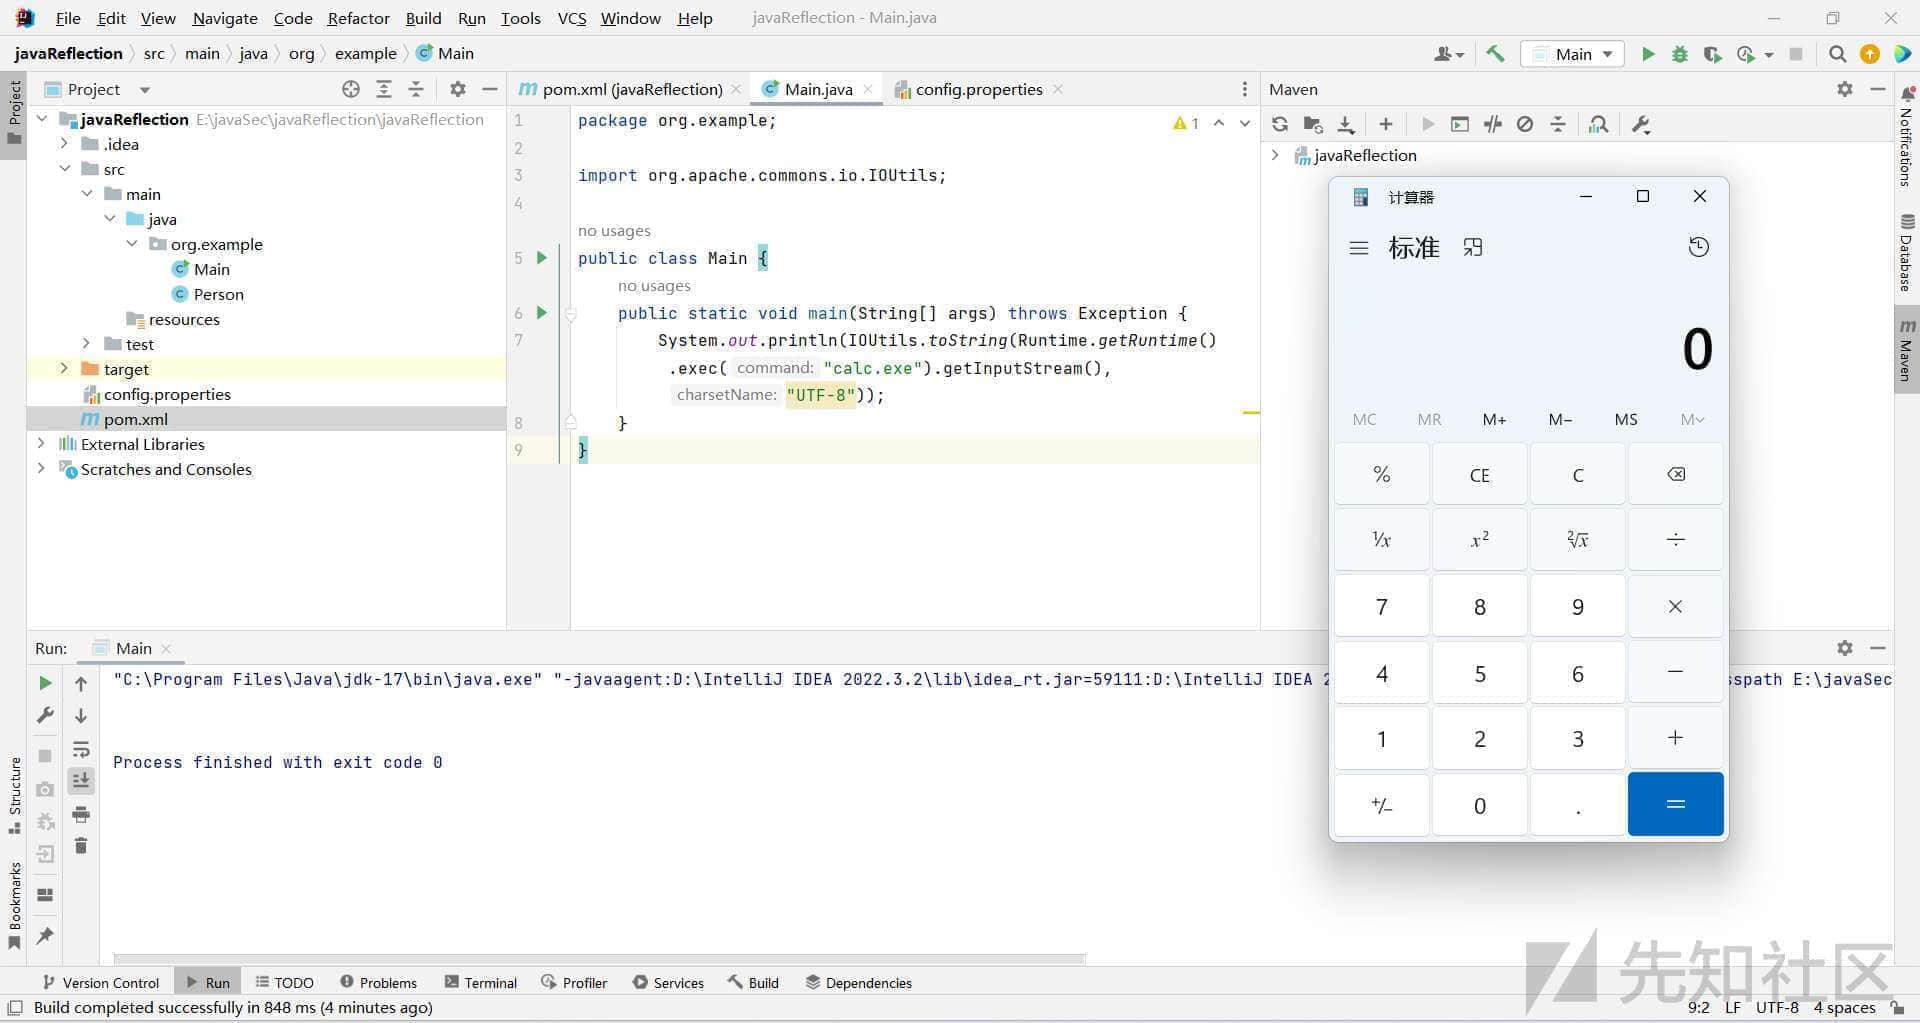 File Edit View Navigate Code Refactor Build Run Tools VCS Window Help javaReflection - Main.java
javaReflection src main java org example Main
Main
Project
pom.xml (javaReflection) Main.java config.properties
Maven
javaReflection E:\javaSec\javaReflection\javaReflection
.idea
src
main
java
org.example
Main
Person
resources
test
target
config.properties
pom.xml
External Libraries
Scratches and Consoles
1 package org.example;
1
2
3 import org.apache.commons.io.IOUtils;
4
no usages
5 public class Main {
no usages
6 public static void main(String[] args) throws Exception {
7 System.out.println(IOUtils.toString(Runtime.getRuntime()
.exec( command: "calc.exe").getInputStream(),
charsetName: "UTF-8"));
8 }
9 }
javaReflection
计算器
标准
0
MC MR M+ M− MS M
% CE C
⅟x x² ²√x ÷
7 8 9 ×
4 5 6 −
1 2 3 +
+/− 0 . =
Project
Structure
Bookmarks
Notifications
Database
Maven
Run: Main
"C:\Program Files\Java\jdk-17\bin\java.exe" "-javaagent:D:\IntelliJ IDEA 2022.3.2\lib\idea_rt.jar=59111:D:\IntelliJ IDEA 2
sspath E:\javaSec
Process finished with exit code 0
Version Control Run TODO Problems Terminal Profiler Services Build Dependencies
Build completed successfully in 848 ms (4 minutes ago)
9:2 LF UTF-8 4 spaces
先知社区